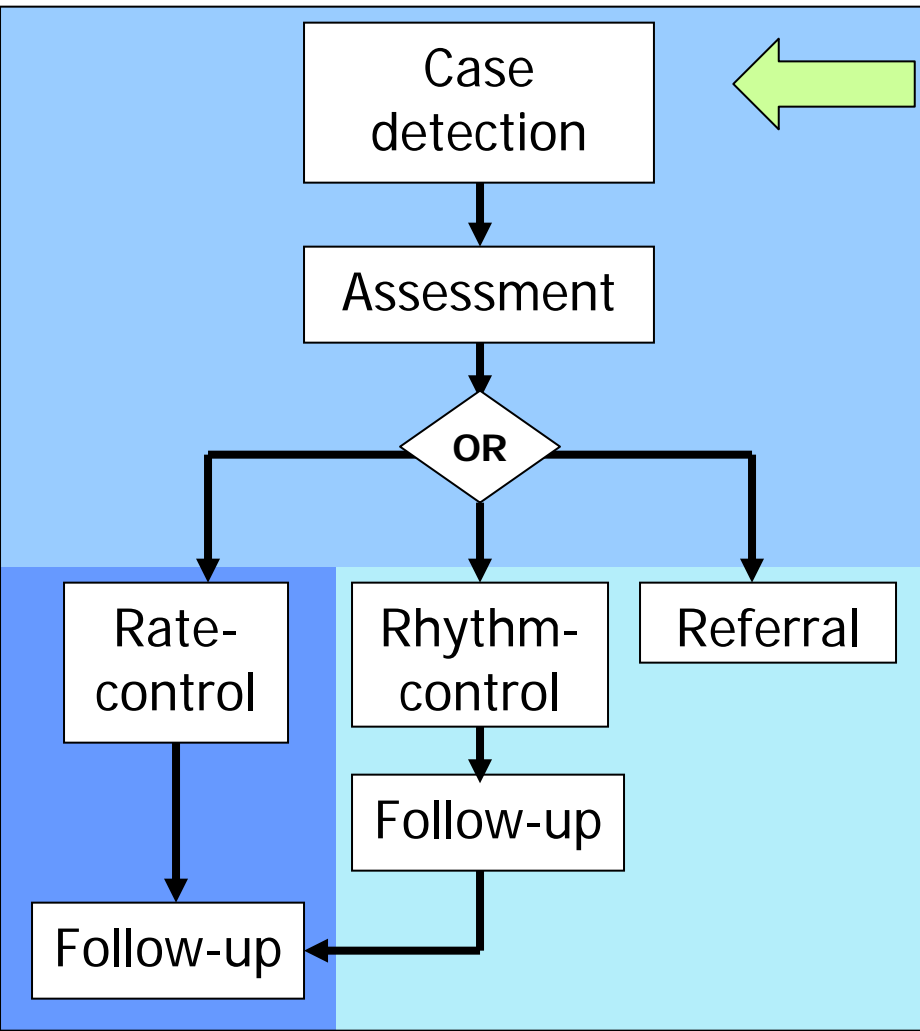 Case
detection
Assessment
OR
Rate-
control
Rhythm-
control
Referral
Follow-up
Follow-up